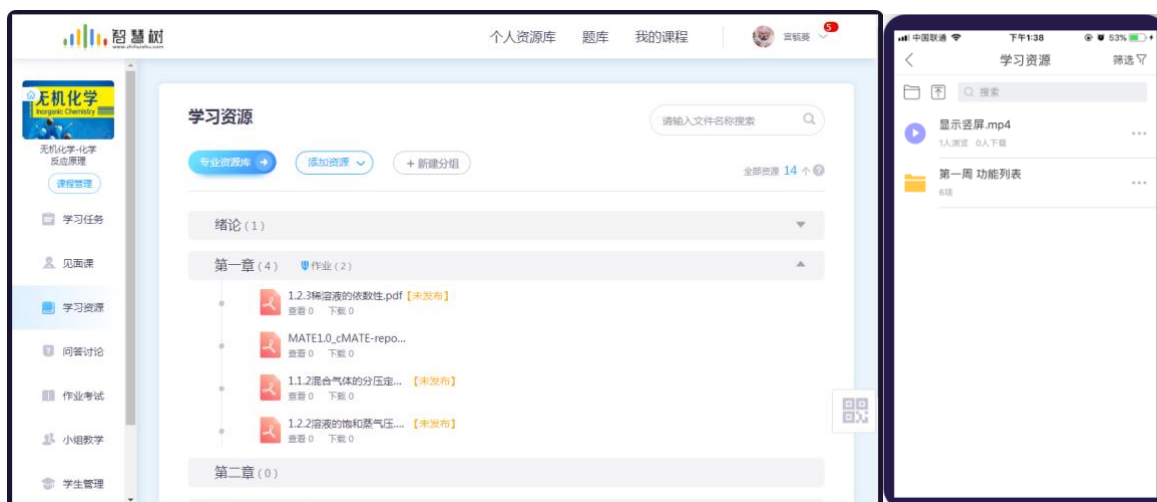 智慧树
www.zhihuishu.com
个人资源库 题库 我的课程
宫毓英
5
无机化学
Inorganic Chemistry
无机化学-化学
反应原理
课程管理
学习任务
见面课
学习资源
问答讨论
作业考试
小组教学
学生管理
学习资源
请输入文件名称搜索
专业资源库
添加资源
+ 新建分组
全部资源 14 个
绪论(1)
第一章(4) 作业(2)
1.2.3稀溶液的依数性.pdf【未发布】
查看 0 下载 0
MATE1.0_cMATE-repo...
查看 0 下载 0
1.1.2混合气体的分压定... 【未发布】
查看 0 下载 0
1.2.2溶液的饱和蒸气压.... 【未发布】
查看 0 下载 0
第二章(0)
中国联通 下午1:38 53%
学习资源 筛选
搜索
显示竖屏.mp4
1人浏览 0人下载
第一周 功能列表
6项